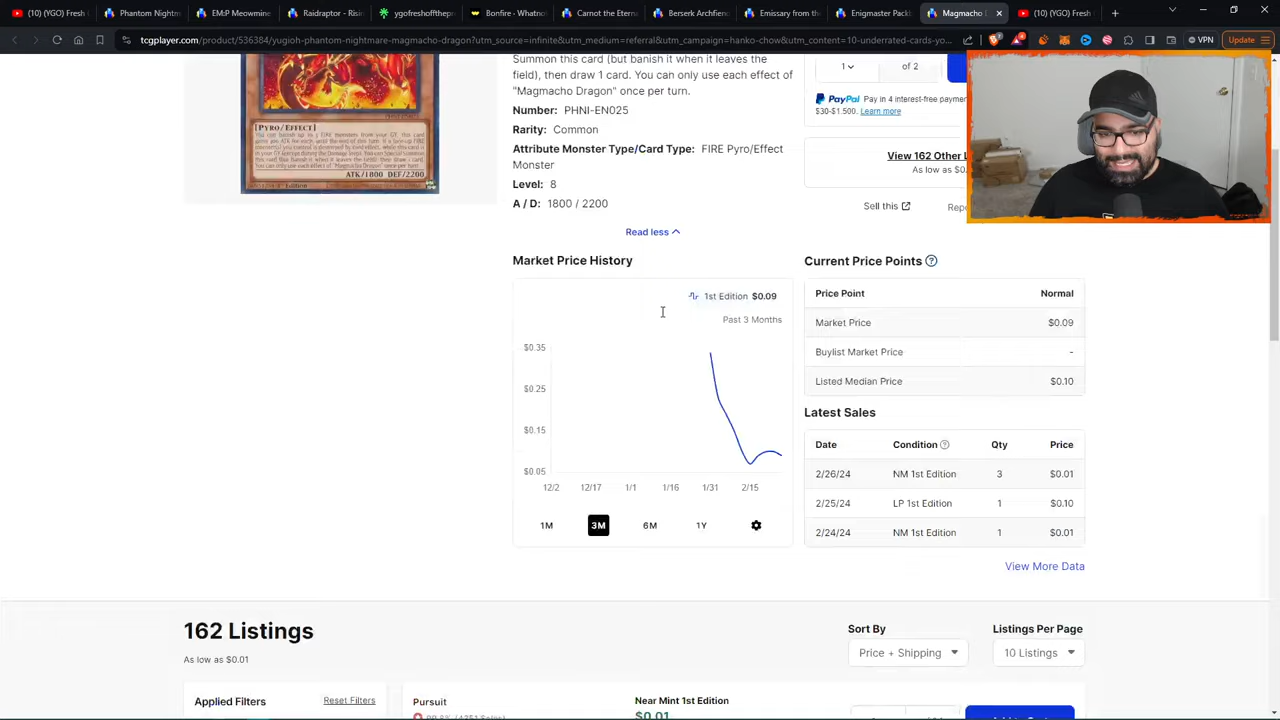 (10) (YGO) Fresh
Phantom Nightm
EM:P Meowmine
Raidraptor - Risin
ygofreshoftthepr
Bonfire - Whatno
Carrot the Eterna
Berserk Archfien
Emissary from th
Enigmaster Pack
Magmacho D
(10) (YGO) Fresh
tcgplayer.com/product/536384/yugioh-phantom-nightmare-magmacho-dragon?utm_source=infinite&utm_medium=referral&utm_campaign=hanko-chow&utm_content=10-underrated-cards-yo...
VPN
Update
Summon this card (but banish it when it leaves the
field), then draw 1 card. You can only use each effect of
"Magmacho Dragon" once per turn.
Number: PHNI-EN025
Rarity: Common
Attribute Monster Type/Card Type: FIRE Pyro/Effect
Monster
Level: 8
A / D: 1800 / 2200
Read less
[PYRO/EFFECT]
ATK/1800 DEF/2200
1st Edition
1
of 2
PayPal Pay in 4 interest-free payment
$30-$1,500. Learn more
View 162 Other L
As low as $0.
Sell this
Repo
Market Price History
1st Edition $0.09
Past 3 Months
$0.35
$0.25
$0.15
$0.05
12/2 12/17 1/1 1/16 1/31 2/15
1M 3M 6M 1Y
Current Price Points
Price Point Normal
Market Price $0.09
Buylist Market Price -
Listed Median Price $0.10
Latest Sales
Date Condition Qty Price
2/26/24 NM 1st Edition 3 $0.01
2/25/24 LP 1st Edition 1 $0.10
2/24/24 NM 1st Edition 1 $0.01
View More Data
162 Listings
As low as $0.01
Sort By
Price + Shipping
Listings Per Page
10 Listings
Applied Filters
Reset Filters
Pursuit
Near Mint 1st Edition
$0.01